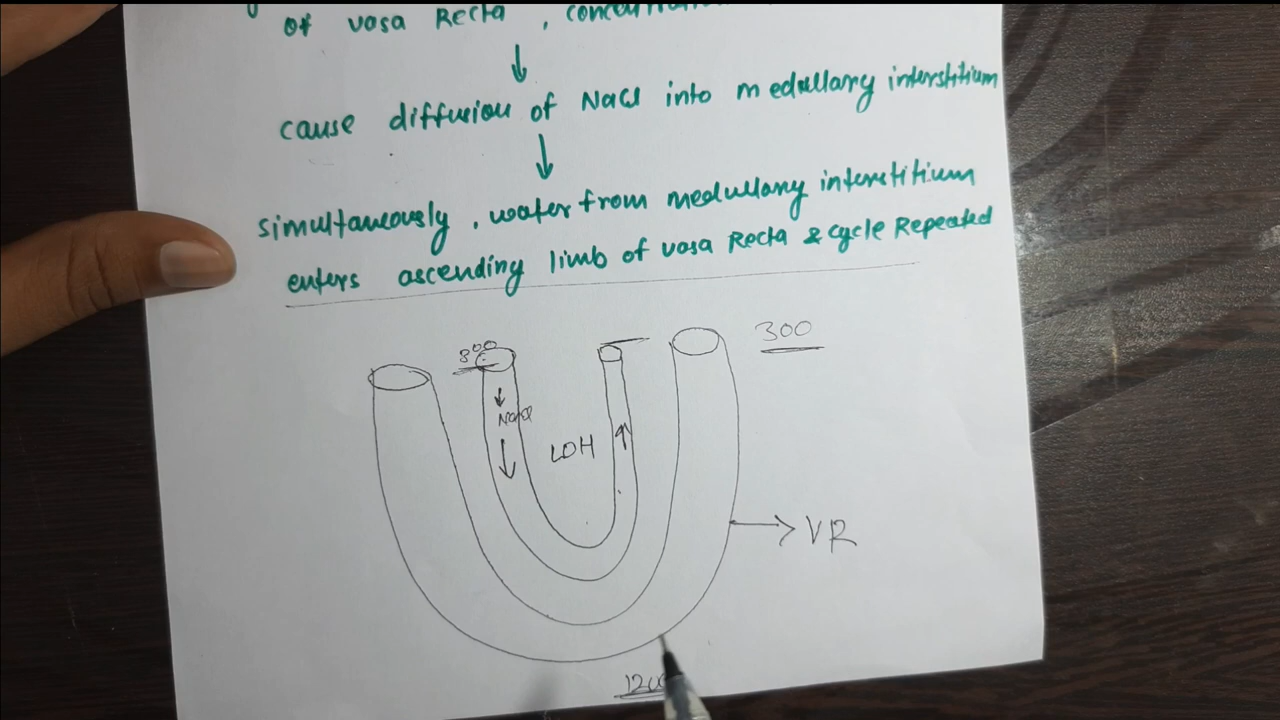 of vasa Recta , concentration
cause diffusion of NaCl into medullary interstitium
simultaneously , water from medullary interstitium
enters ascending limb of vasa Recta & cycle Repeated
300
300
NaCl
LOH
VR